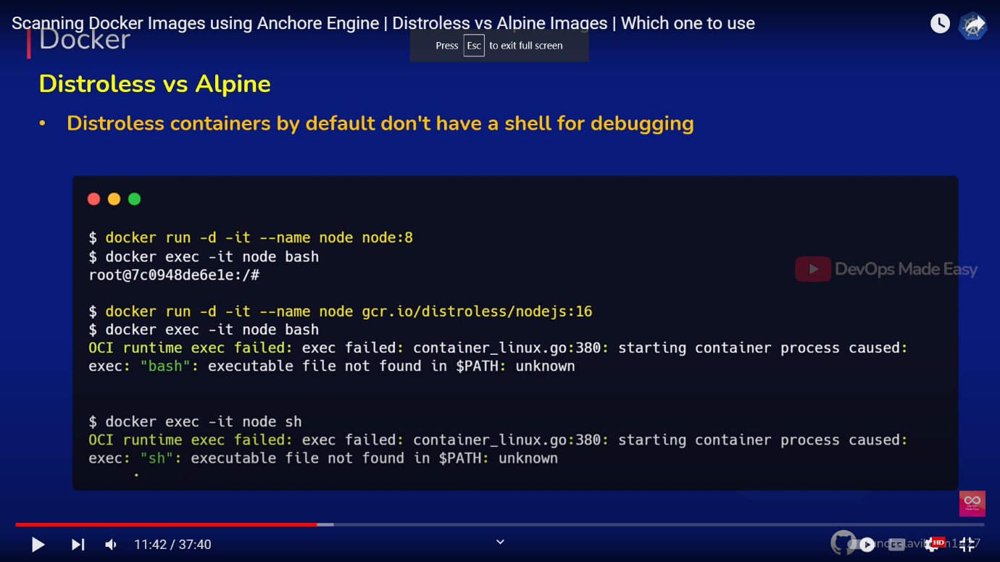 Scanning Docker Images using Anchore Engine | Distroless vs Alpine Images | Which one to use
Docker
Press Esc to exit full screen
Distroless vs Alpine
• Distroless containers by default don't have a shell for debugging
$ docker run -d -it --name node node:8
$ docker exec -it node bash
root@7c0948de6e1e:/#
DevOps Made Easy
$ docker run -d -it --name node gcr.io/distroless/nodejs:16
$ docker exec -it node bash
OCI runtime exec failed: exec failed: container_linux.go:380: starting container process caused:
exec: "bash": executable file not found in $PATH: unknown
$ docker exec -it node sh
OCI runtime exec failed: exec failed: container_linux.go:380: starting container process caused:
exec: "sh": executable file not found in $PATH: unknown
11:42 / 37:40
HD